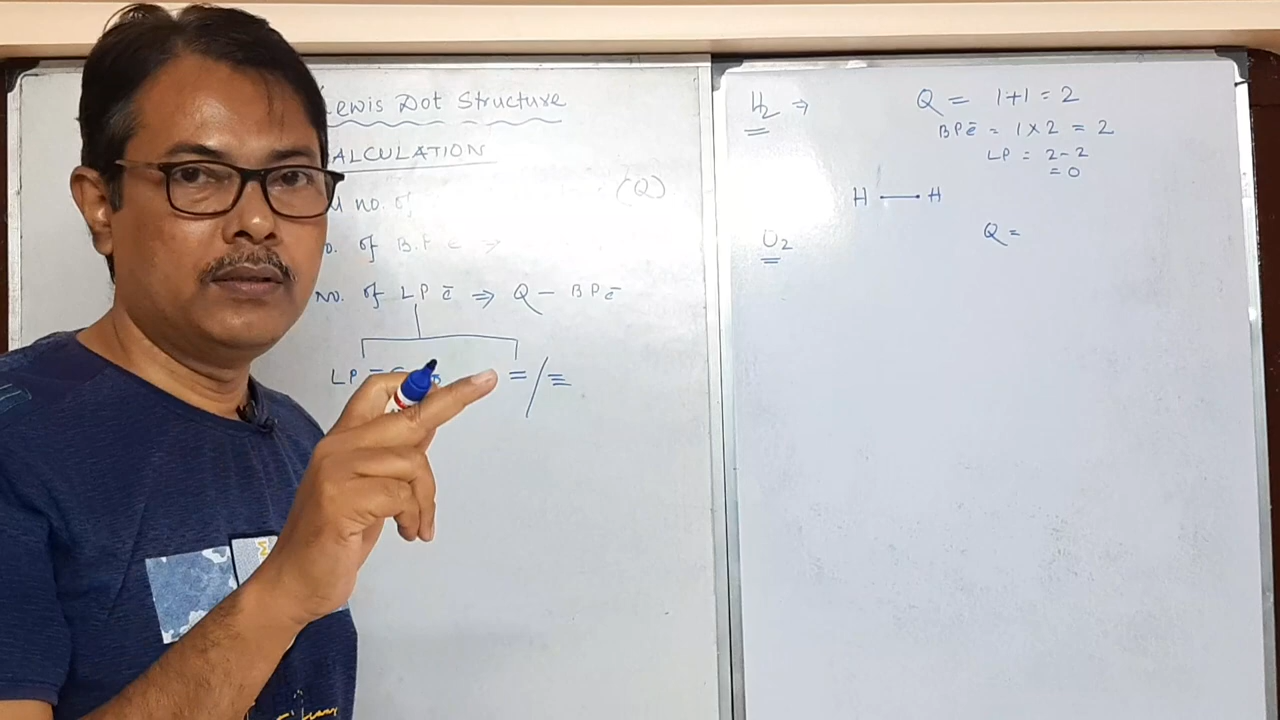 Lewis Dot Structure
ALCULATION
no. of (Q)
of B.P ē ⇒
No. of LP ē ⇒ Q - BPē
LP = / ≡
H2 ⇒ Q = 1+1 = 2
BPē = 1 × 2 = 2
LP = 2-2
= 0
H — H
O2 Q =